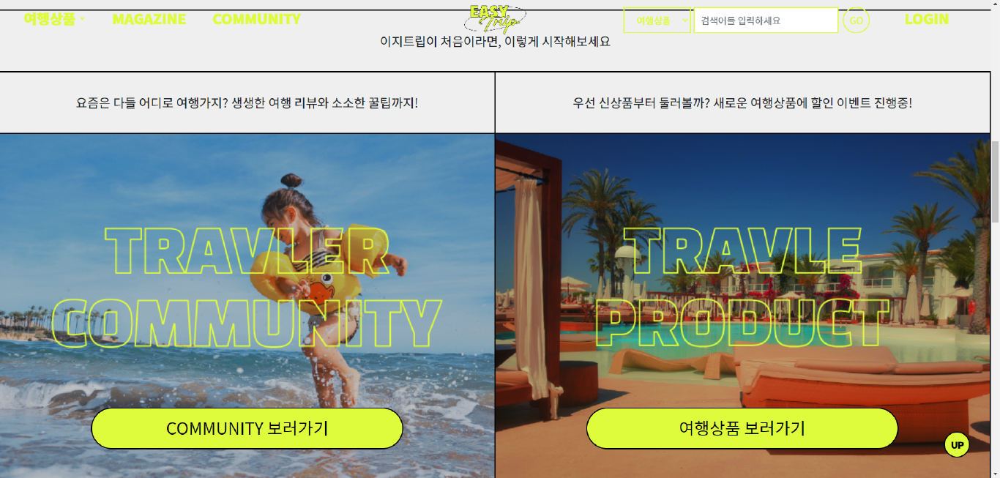 여행상품
MAGAZINE
COMMUNITY
EASY
Trip
여행상품
검색어를 입력하세요
GO
LOGIN
이지트립이 처음이라면, 이렇게 시작해보세요
요즘은 다들 어디로 여행가지? 생생한 여행 리뷰와 소소한 꿀팁까지!
우선 신상품부터 둘러볼까? 새로운 여행상품에 할인 이벤트 진행중!
TRAVLER
COMMUNITY
COMMUNITY 보러가기
TRAVLE
PRODUCT
여행상품 보러가기
UP